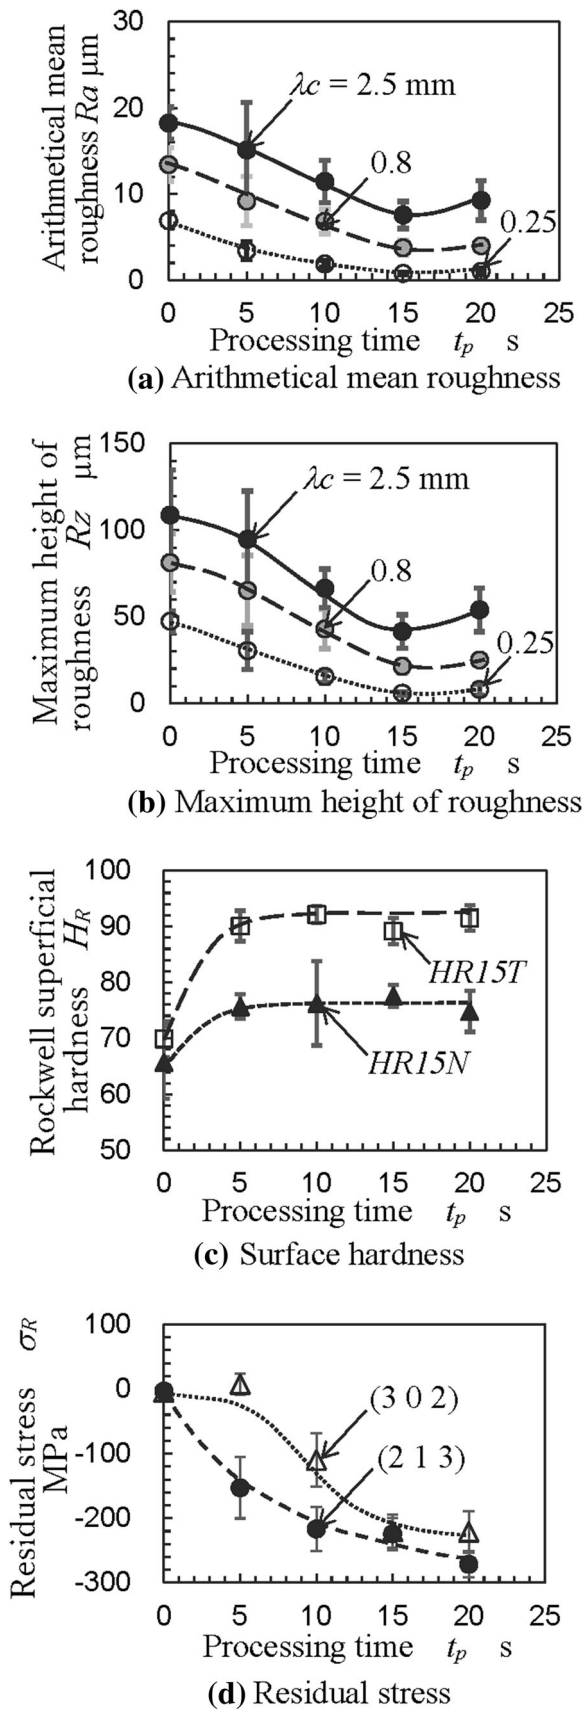 Arithmetical mean
roughness Ra μm
30
20
10
0
λc = 2.5 mm
0.8
0.25
0 5 10 15 20 25
Processing time tp s
(a) Arithmetical mean roughness
Maximum height of
roughness Rz μm
150
100
50
0
λc = 2.5 mm
0.8
0.25
0 5 10 15 20 25
Processing time tp s
(b) Maximum height of roughness
Rockwell superficial
hardness HR
100
90
80
70
60
50
HR15T
HR15N
0 5 10 15 20 25
Processing time tp s
(c) Surface hardness
Residual stress σR
MPa
100
0
-100
-200
-300
(3 0 2)
(2 1 3)
0 5 10 15 20 25
Processing time tp s
(d) Residual stress